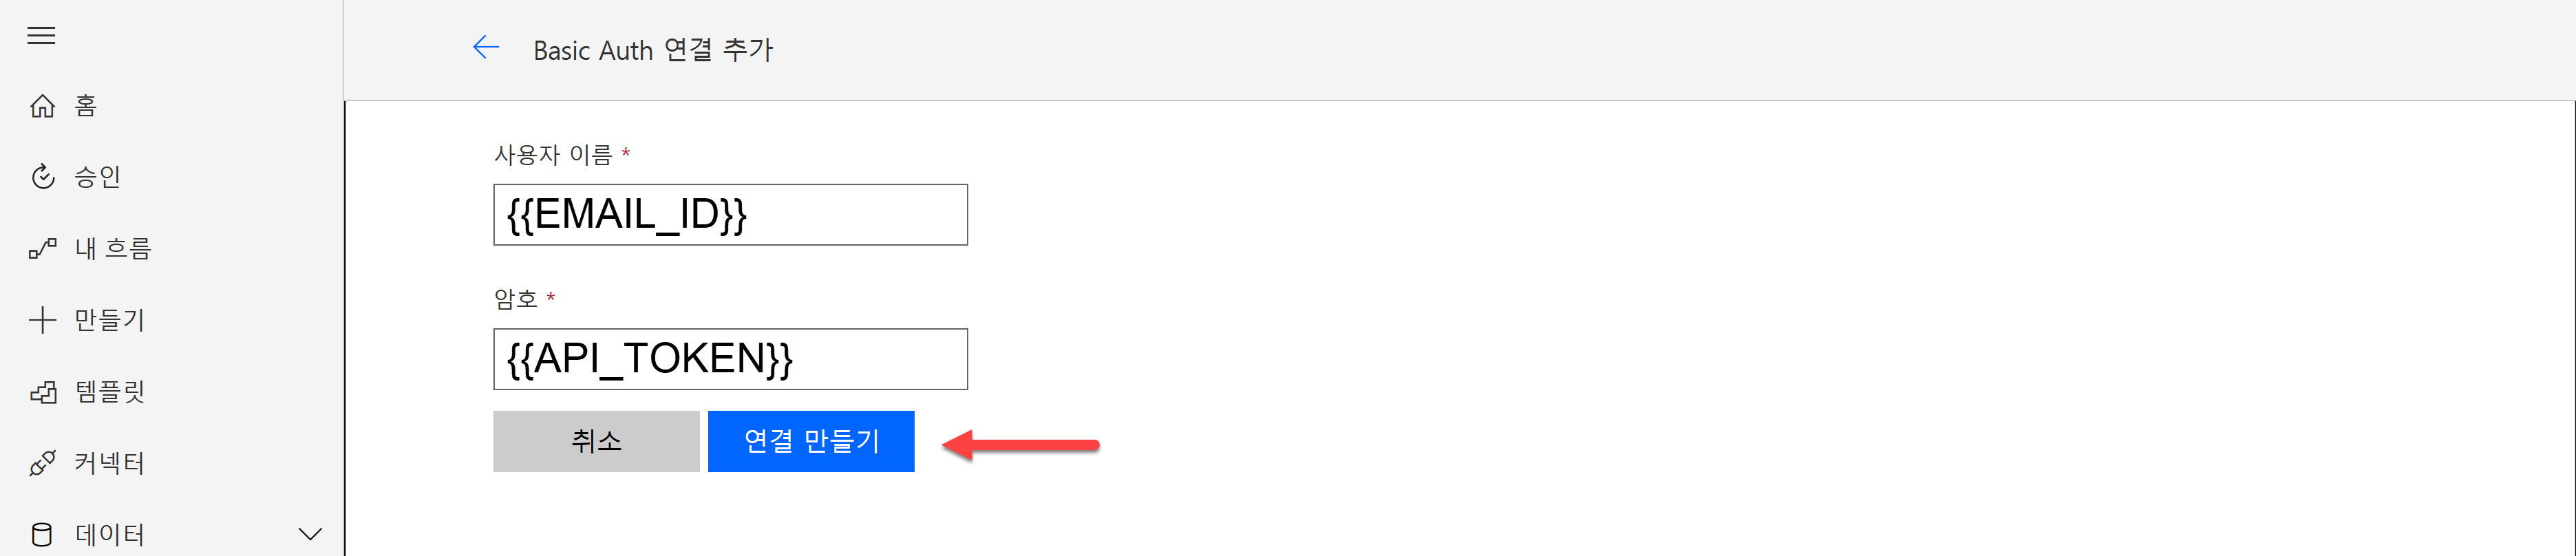 홈
승인
내 흐름
만들기
템플릿
커넥터
데이터
Basic Auth 연결 추가
사용자 이름 *
{{EMAIL_ID}}
암호 *
{{API_TOKEN}}
취소
연결 만들기